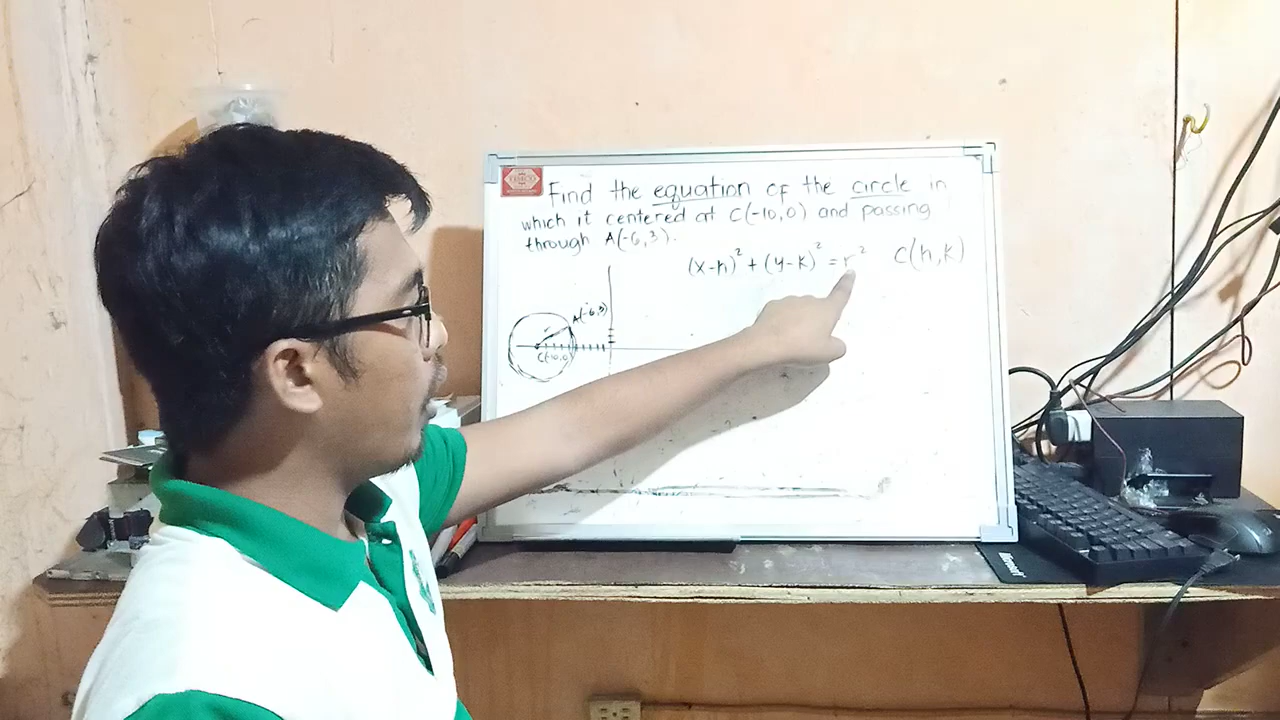 Find the equation of the circle in
which it centered at C(-10,0) and passing
through A(-6,3).
(x-h)² + (y-k)² = r² C(h,k)
A(-6,3)
r
C(-10,0)
Microsoft